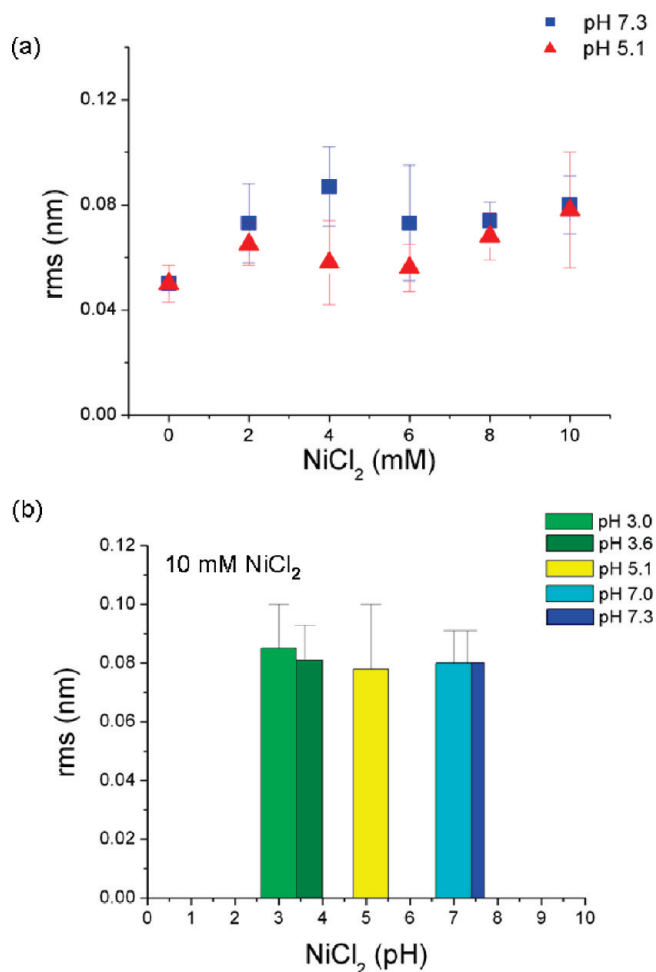 (a)
pH 7.3
pH 5.1
0.12
0.08
0.04
0.00
rms (nm)
0 2 4 6 8 10
NiCl₂ (mM)
(b)
pH 3.0
pH 3.6
pH 5.1
pH 7.0
pH 7.3
10 mM NiCl₂
0.12
0.10
0.08
0.06
0.04
0.02
0.00
rms (nm)
0 1 2 3 4 5 6 7 8 9 10
NiCl₂ (pH)